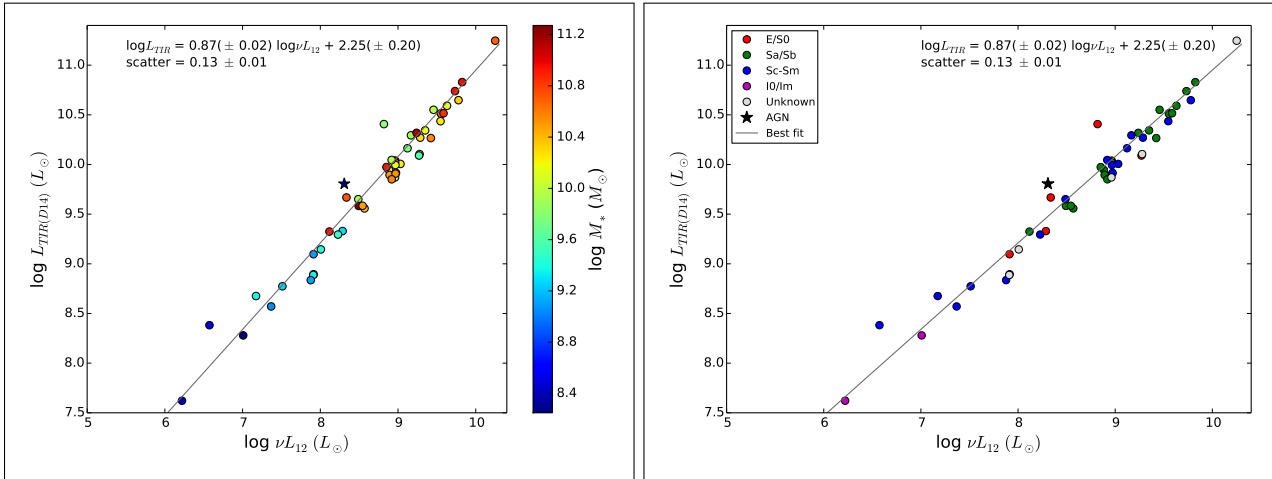 logL_TIR = 0.87(± 0.02) logνL_12 + 2.25(± 0.20)
scatter = 0.13 ± 0.01
11.0
10.5
10.0
9.5
9.0
8.5
8.0
7.5
5 6 7 8 9 10
log L_TIR(D14) (L_⊙)
log νL_12 (L_⊙)
11.2
10.8
10.4
10.0
9.6
9.2
8.8
8.4
log M_* (M_⊙)
E/S0
Sa/Sb
Sc-Sm
I0/Im
Unknown
AGN
Best fit
logL_TIR = 0.87(± 0.02) logνL_12 + 2.25(± 0.20)
scatter = 0.13 ± 0.01
11.0
10.5
10.0
9.5
9.0
8.5
8.0
7.5
5 6 7 8 9 10
log L_TIR(D14) (L_⊙)
log νL_12 (L_⊙)